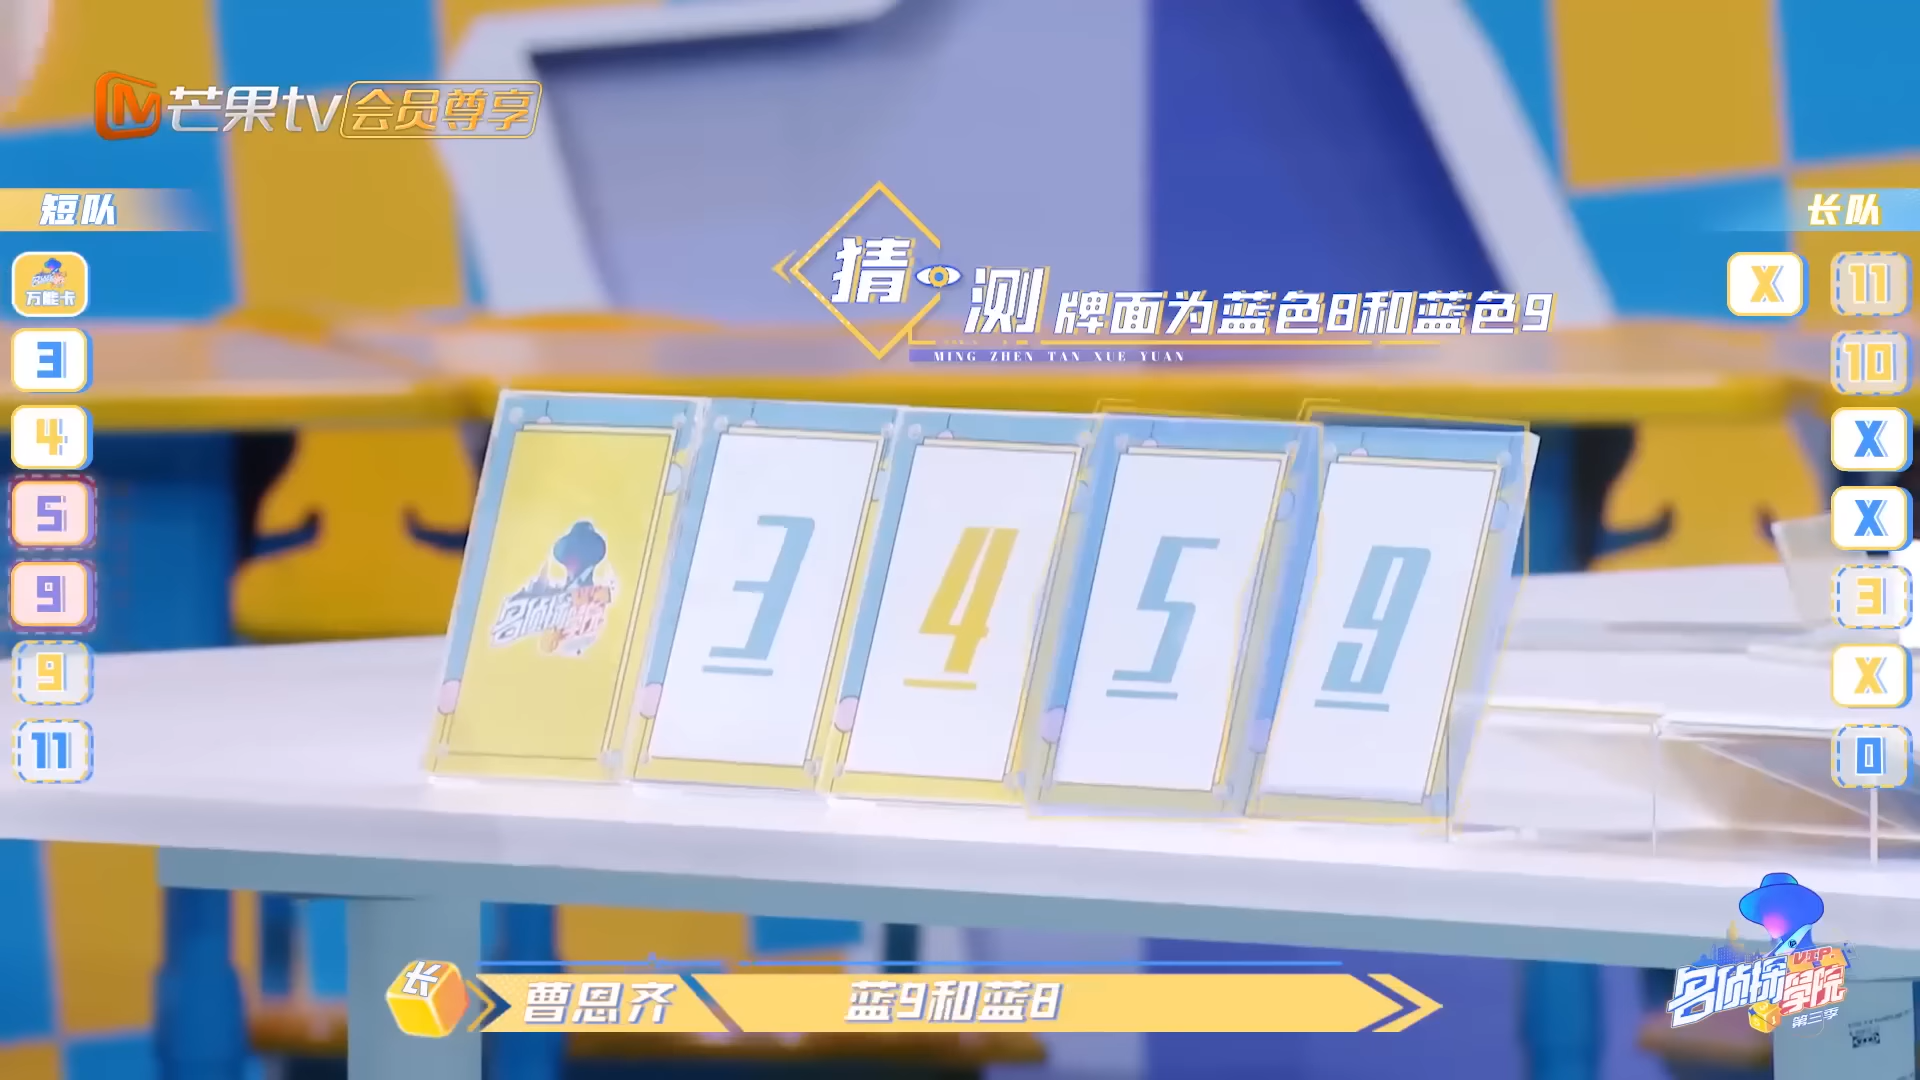 芒果tv会员尊享
短队
长队
万能卡
3
4
5
9
9
11
X
11
10
X
X
3
X
0
猜测 牌面为蓝色8和蓝色9
MING ZHEN TAN XUE YUAN
名侦探学院
3
4
5
9
长
曹恩齐
蓝9和蓝8
名侦探学院
VIP
第三季